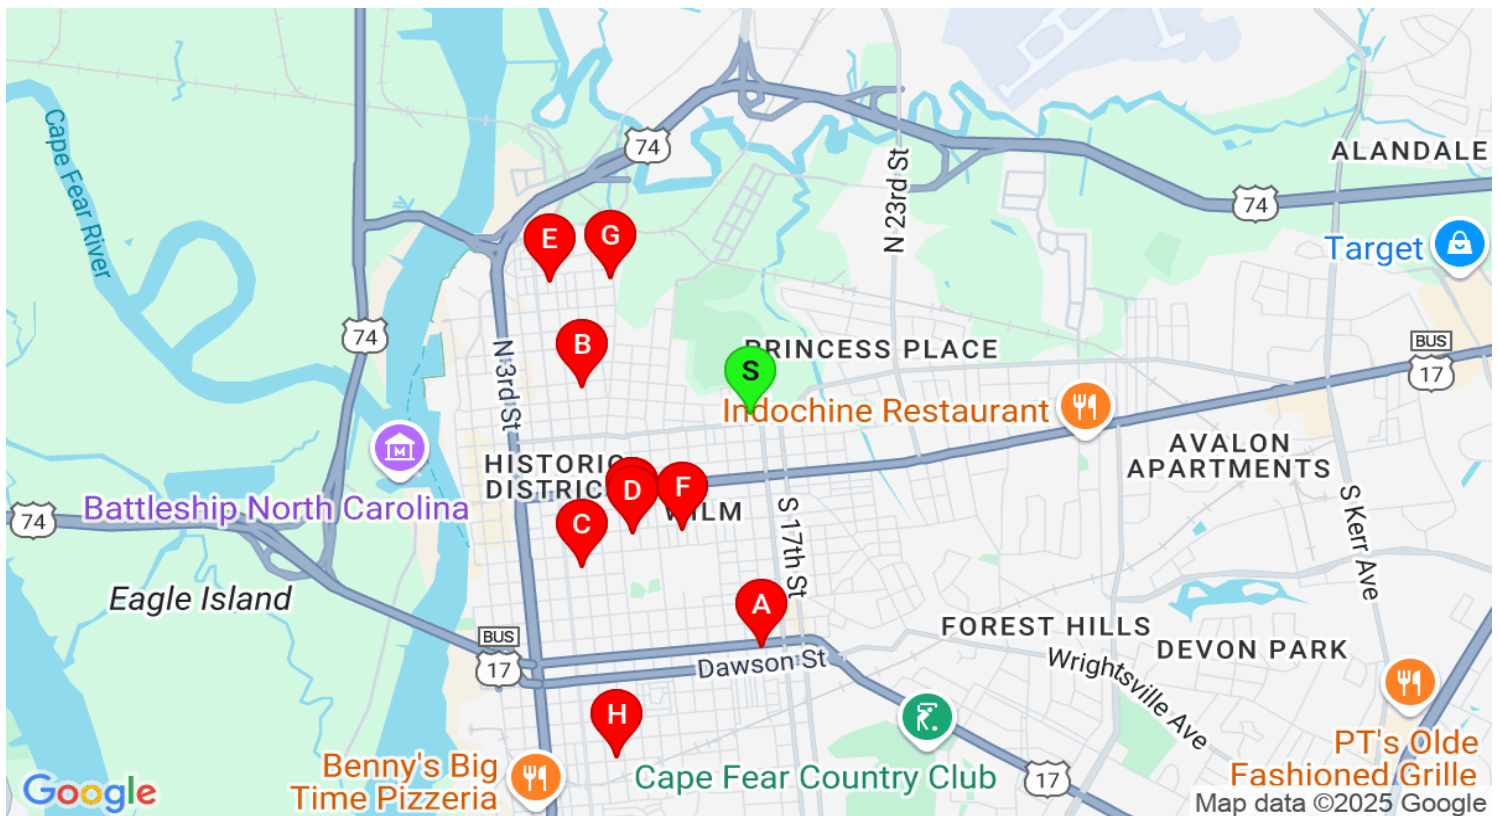 74
N 23rd St
ALANDALE
Cape Fear River
74
E
G
Target
74
B
N 3rd St
PRINCESS PLACE
S
BUS
17
Indochine Restaurant
HISTORIC
DISTRICT
AVALON
APARTMENTS
D
F
WILM
Battleship North Carolina
M
74
C
S 17th St
S Kerr Ave
Eagle Island
A
FOREST HILLS
BUS
17
Dawson St
DEVON PARK
Wrightsville Ave
H
Benny's Big
Time Pizzeria
Cape Fear Country Club
17
PT's Olde
Fashioned Grille
Google
Map data ©2025 Google